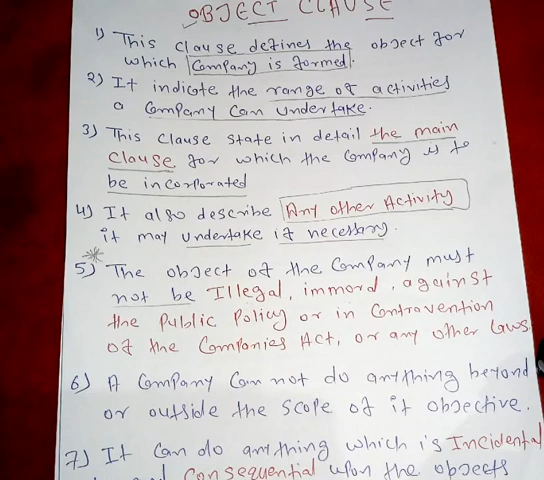 OBJECT CLAUSE
1) This clause defines the object for
which Company is formed.
2) It indicate the range of activities
a Company Can undertake.
3) This Clause state in detail the main
Clause for which the Company is to
be incorporated
4) It also describe Any other Activity
it may undertake if necessary.
5) The object of the Company must
not be Illegal, immoral, against
the Public Policy or in Contravention
of the Companies Act, or any other laws
6) A Company Can not do anything beyond
or outside the scope of it objective.
7) It Can do anything which is Incidental
and Consequential upon the objects